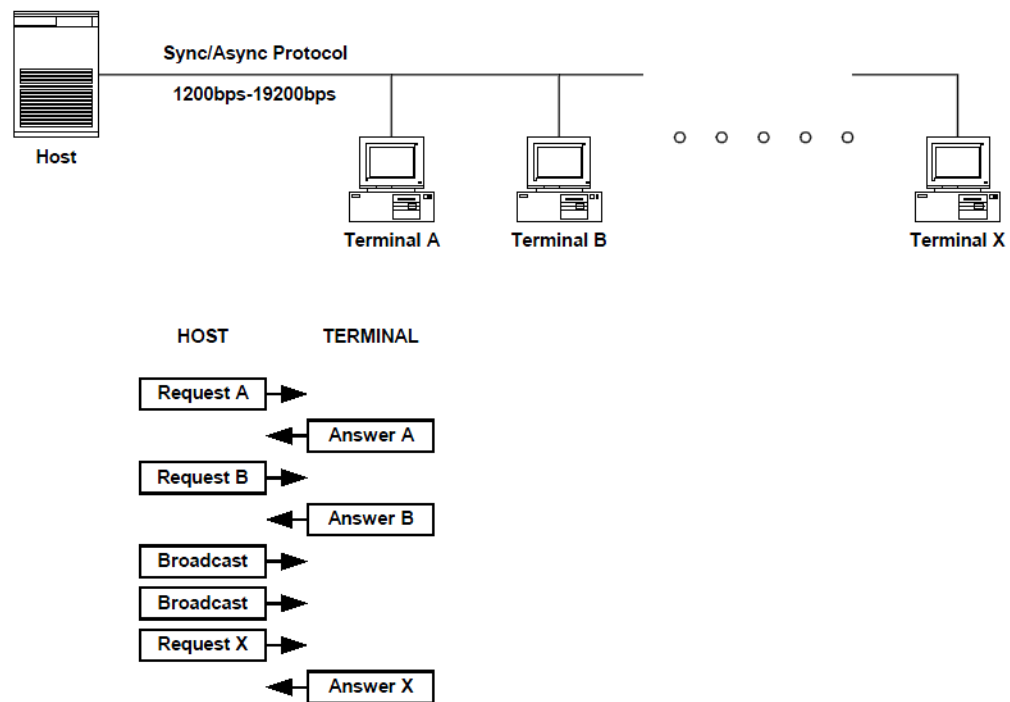 Sync/Async Protocol
1200bps-19200bps
Host
Terminal A
Terminal B
Terminal X
HOST
TERMINAL
Request A
Answer A
Request B
Answer B
Broadcast
Broadcast
Request X
Answer X